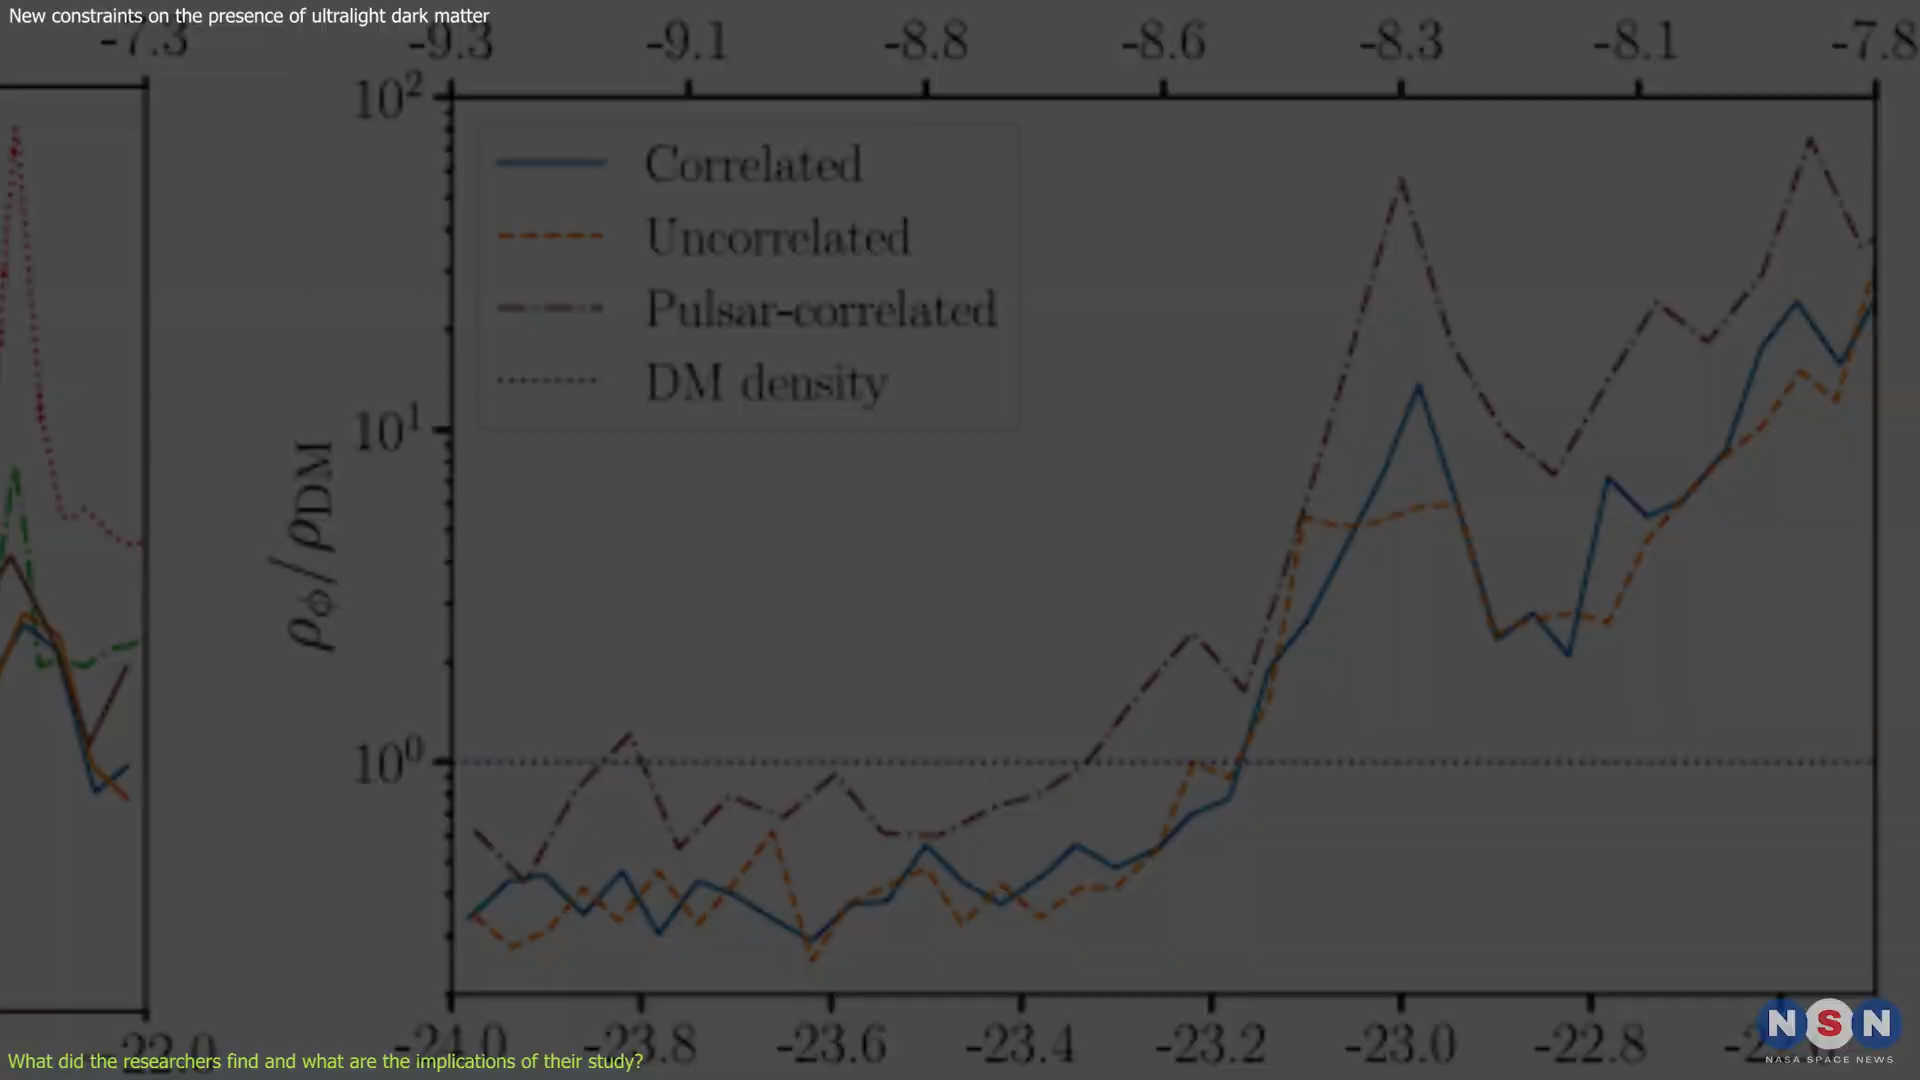 New constraints on the presence of ultralight dark matter
-7.3
-9.3 -9.1 -8.8 -8.6 -8.3 -8.1 -7.8
10²
Correlated
Uncorrelated
Pulsar-correlated
DM density
10¹
ρϕ/ρDM
10⁰
-24.0 -23.8 -23.6 -23.4 -23.2 -23.0 -22.8
22.0
What did the researchers find and what are the implications of their study?
NSN
NASA SPACE NEWS